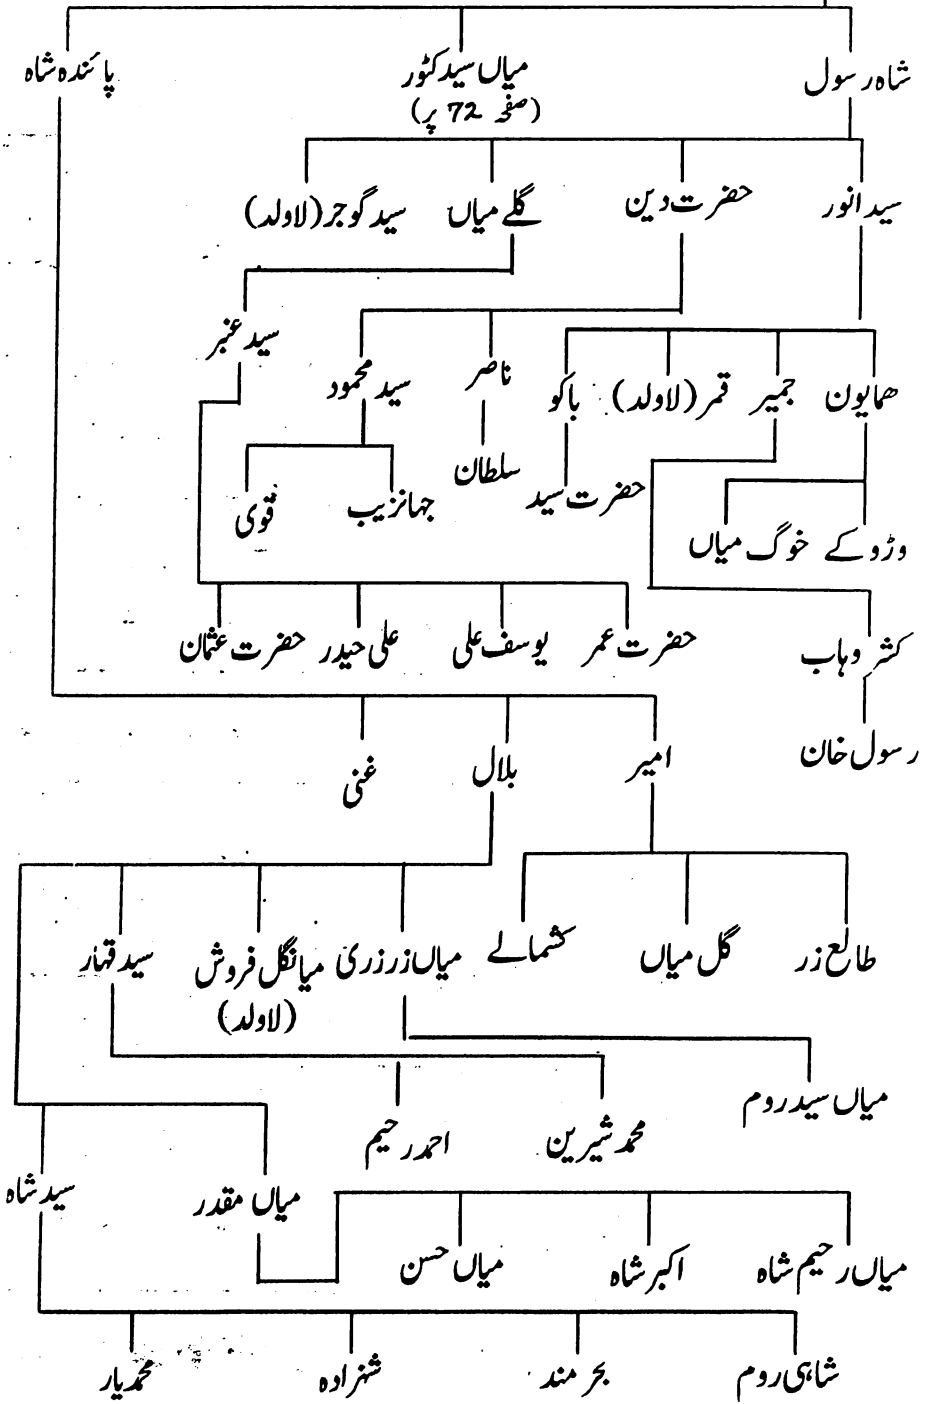 شاہ رسول میاں سید کٹور پائندہ شاہ
(صفحہ 72 پر)
سید انور حضرت دین گلے میاں سید گوجر (لاولد)
سید عنبر
ھمایون جمیر قمر (لاولد) باکو ناصر سید محمود
سلطان حضرت سید جہانزیب قوی
وڑوکے خوگ میاں
حضرت عمر یوسف علی علی حیدر حضرت عثمان
کشر وہاب
رسول خان
امیر بلال غنی
طالع زر گل میاں کشمالے میاں زرزری میانگل فروش سید قہار
(لاولد)
میاں سید روم
محمد شیرین احمد رحیم
میاں مقدر سید شاہ
میاں رحیم شاہ اکبر شاہ میاں حسن
شاہی روم بحر مند شہزادہ محمد یار